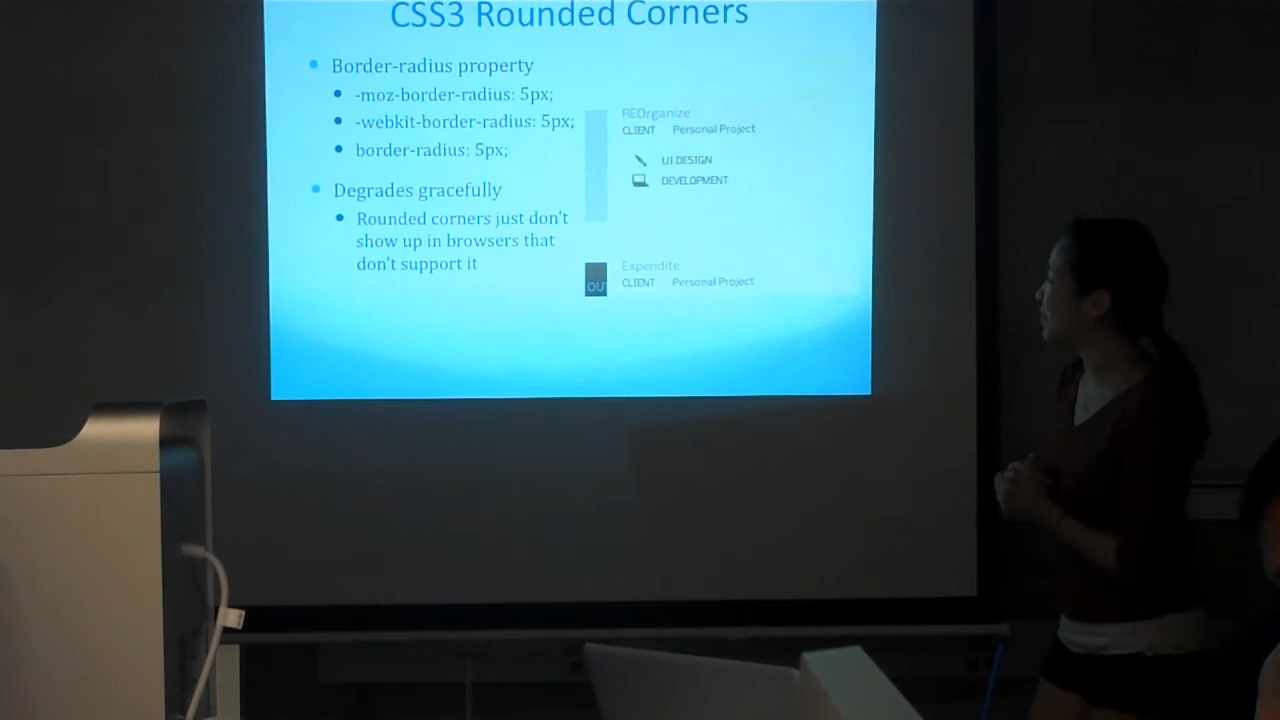 CSS3 Rounded Corners
Border-radius property
-moz-border-radius: 5px;
-webkit-border-radius: 5px;
border-radius: 5px;
Degrades gracefully
Rounded corners just don't
show up in browsers that
don't support it
REOrganize
CLIENT Personal Project
UI DESIGN
DEVELOPMENT
OUT
Expendite
CLIENT Personal Project